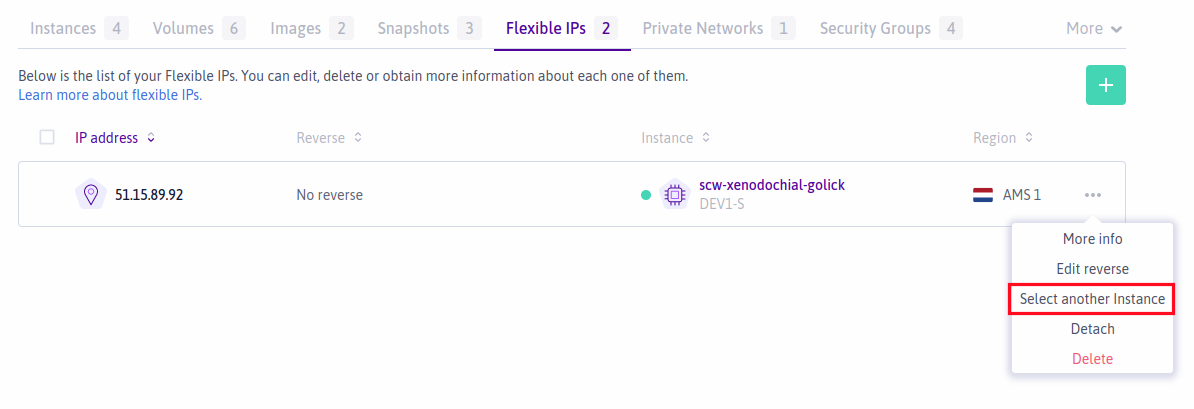 Instances 4 Volumes 6 Images 2 Snapshots 3 Flexible IPs 2 Private Networks 1 Security Groups 4 More
Below is the list of your Flexible IPs. You can edit, delete or obtain more information about each one of them.
Learn more about flexible IPs.
+
IP address Reverse Instance Region
51.15.89.92 No reverse scw-xenodochial-golick AMS 1 •••
DEV1-S
More info
Edit reverse
Select another Instance
Detach
Delete